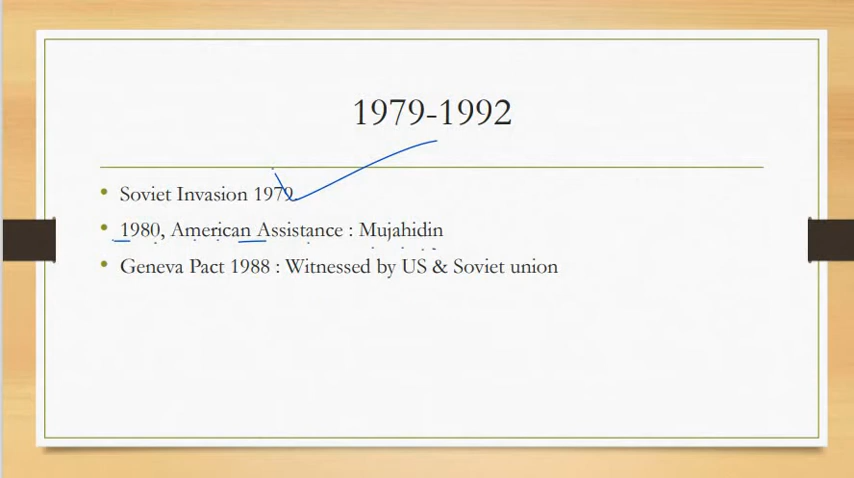 1979-1992
• Soviet Invasion 1979
• 1980, American Assistance : Mujahidin
• Geneva Pact 1988 : Witnessed by US & Soviet union